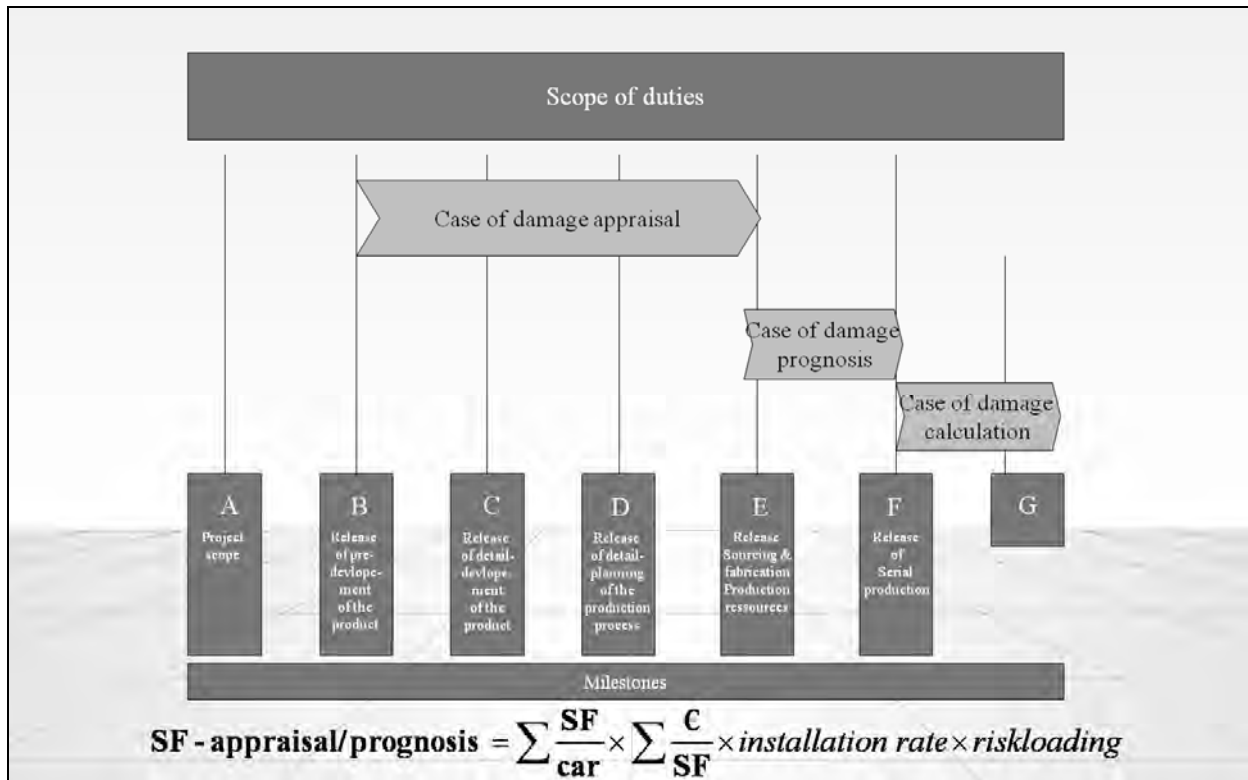 Scope of duties
Case of damage appraisal
Case of damage
prognosis
Case of damage
calculation
A
Project
scope
B
Release
of pre-
devlope-
ment
of the
product
C
Release
of detail-
devlope-
ment
of the
product
D
Release
of detail-
planning
of the
production
process
E
Release
Sourcing &
fabrication
Production
ressources
F
Release
of
Serial
production
G
Milestones
SF - appraisal/prognosis = ∑ SF/car × ∑ €/SF × installation rate × riskloading